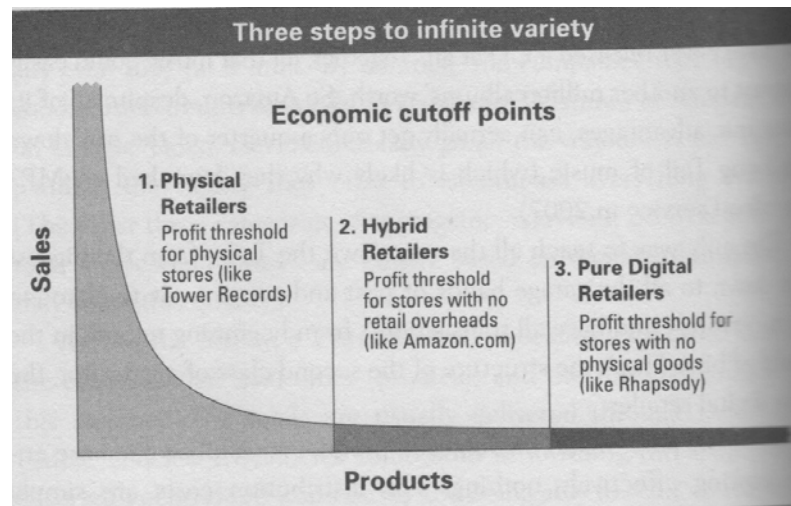 Three steps to infinite variety
Economic cutoff points
Sales
1. Physical
Retailers
Profit threshold
for physical
stores (like
Tower Records)
2. Hybrid
Retailers
Profit threshold
for stores with no
retail overheads
(like Amazon.com)
3. Pure Digital
Retailers
Profit threshold for
stores with no
physical goods
(like Rhapsody)
Products